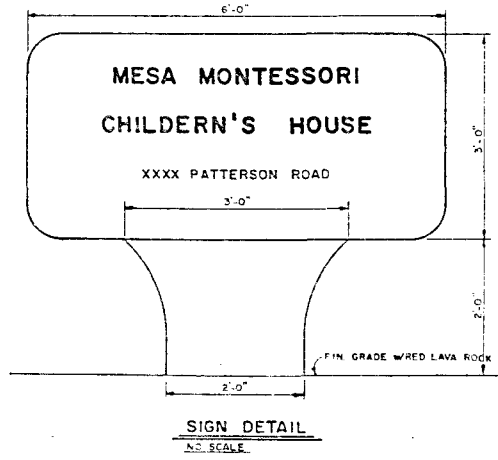 6'-0"
MESA MONTESSORI
CHILDERN'S HOUSE
XXXX PATTERSON ROAD
3'-0"
3'-0"
2'-0"
FIN. GRADE W/RED LAVA ROCK
2'-0"
SIGN DETAIL
NO SCALE